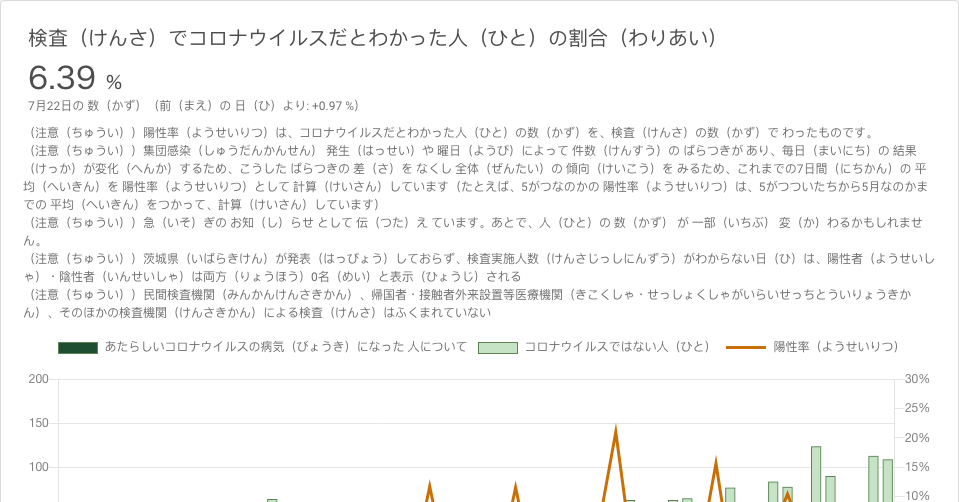 検査（けんさ）でコロナウイルスだとわかった人（ひと）の割合（わりあい）
6.39 %
7月22日の 数（かず）（前（まえ）の 日（ひ）より: +0.97 %）
（注意（ちゅうい））陽性率（ようせいりつ）は、コロナウイルスだとわかった人（ひと）の数（かず）を、検査（けんさ）の数（かず）で わったものです。
（注意（ちゅうい））集団感染（しゅうだんかんせん） 発生（はっせい）や 曜日（ようび）によって 件数（けんすう）の ばらつきが あり、毎日（まいにち）の 結果
（けっか）が変化（へんか）するため、こうした ばらつきの 差（さ）を なくし 全体（ぜんたい）の 傾向（けいこう）を みるため、これまでの7日間（にちかん）の 平
均（へいきん）を 陽性率（ようせいりつ）として 計算（けいさん）しています（たとえば、5がつなのかの 陽性率（ようせいりつ）は、5がつついたちから5月なのかま
での 平均（へいきん）をつかって、計算（けいさん）しています）
（注意（ちゅうい））急（いそ）ぎの お知（し）らせ として 伝（つた）え ています。あとで、人（ひと）の 数（かず） が 一部（いちぶ） 変（か）わるかもしれませ
ん。
（注意（ちゅうい））茨城県（いばらきけん）が発表（はっぴょう）しておらず、検査実施人数（けんさじっしにんずう）がわからない日（ひ）は、陽性者（ようせいし
ゃ）・陰性者（いんせいしゃ）は両方（りょうほう）0名（めい）と表示（ひょうじ）される
（注意（ちゅうい））民間検査機関（みんかんけんさきかん）、帰国者・接触者外来設置等医療機関（きこくしゃ・せっしょくしゃがいらいせっちとういりょうきか
ん）、そのほかの検査機関（けんさきかん）による検査（けんさ）はふくまれていない
あたらしいコロナウイルスの病気（びょうき）になった 人について コロナウイルスではない人（ひと） 陽性率（ようせいりつ）
200 30%
25%
150 20%
100 15%
10%